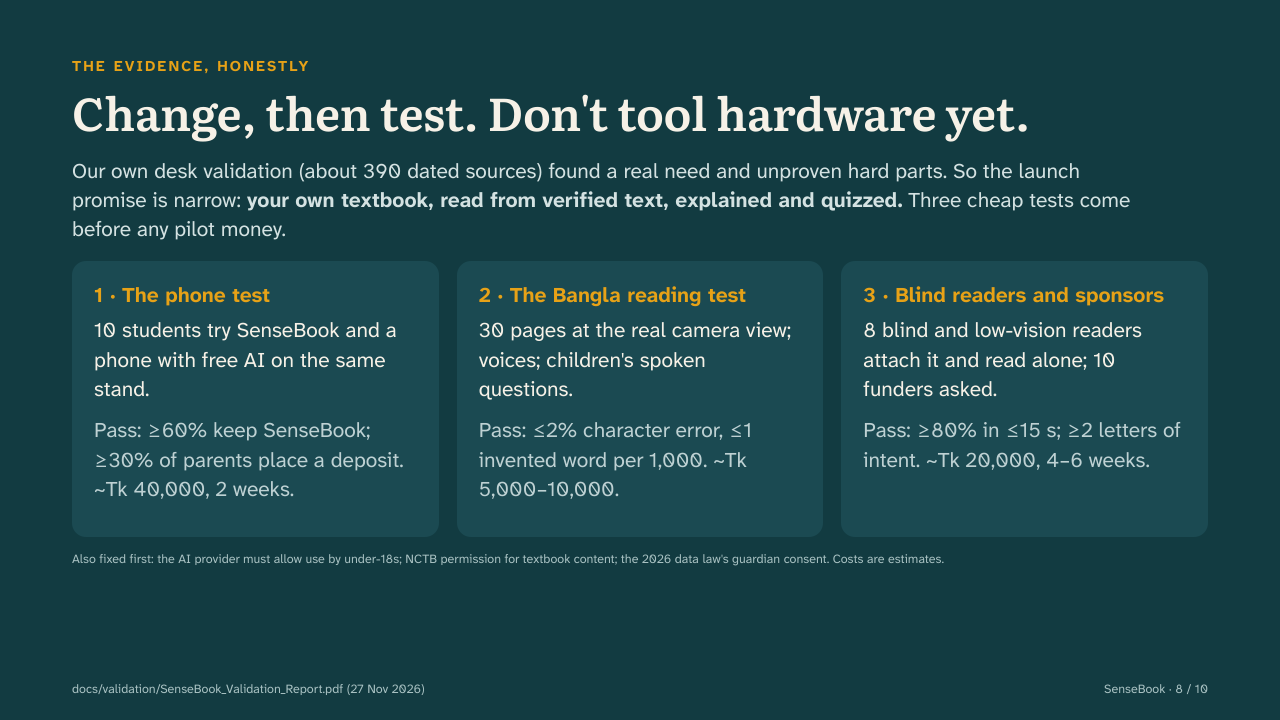 THE EVIDENCE, HONESTLY
Change, then test. Don't tool hardware yet.
Our own desk validation (about 390 dated sources) found a real need and unproven hard parts. So the launch
promise is narrow: your own textbook, read from verified text, explained and quizzed. Three cheap tests come
before any pilot money.
1 · The phone test
10 students try SenseBook and a
phone with free AI on the same
stand.
Pass: ≥60% keep SenseBook;
≥30% of parents place a deposit.
~Tk 40,000, 2 weeks.
2 · The Bangla reading test
30 pages at the real camera view;
voices; children's spoken
questions.
Pass: ≤2% character error, ≤1
invented word per 1,000. ~Tk
5,000–10,000.
3 · Blind readers and sponsors
8 blind and low-vision readers
attach it and read alone; 10
funders asked.
Pass: ≥80% in ≤15 s; ≥2 letters of
intent. ~Tk 20,000, 4–6 weeks.
Also fixed first: the AI provider must allow use by under-18s; NCTB permission for textbook content; the 2026 data law's guardian consent. Costs are estimates.
docs/validation/SenseBook_Validation_Report.pdf (27 Nov 2026)
SenseBook · 8 / 10